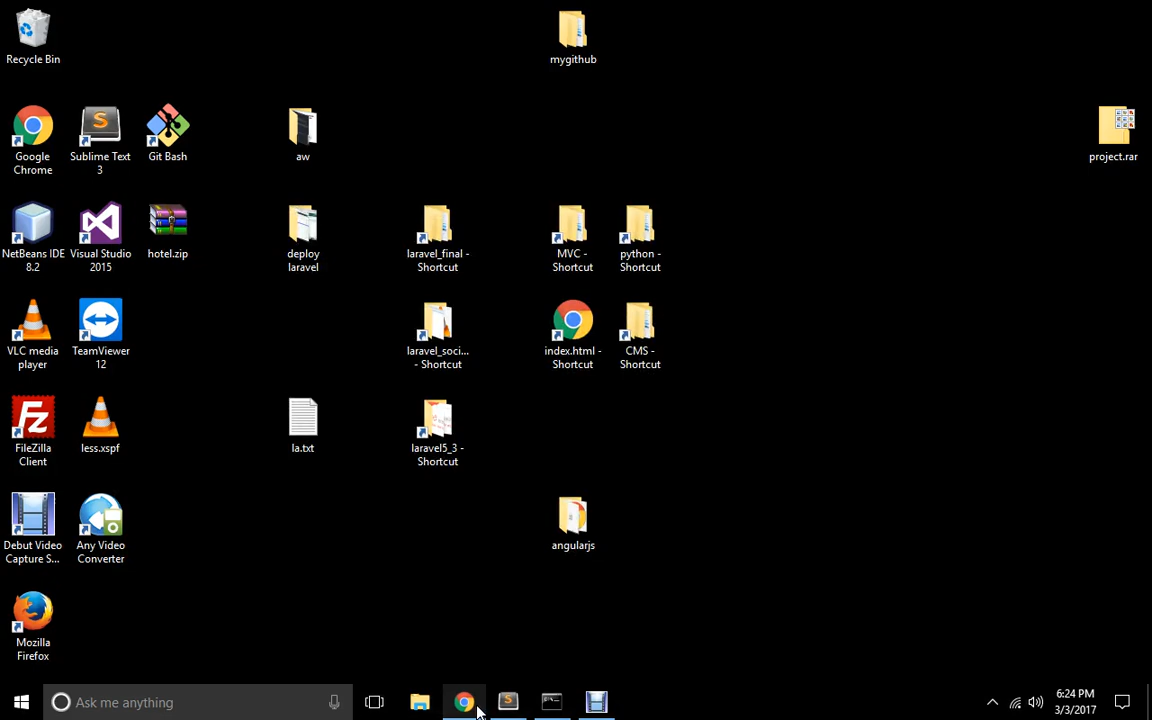 Recycle Bin
mygithub
Google
Chrome
Sublime Text
3
Git Bash
aw
project.rar
NetBeans IDE
8.2
Visual Studio
2015
hotel.zip
deploy
laravel
laravel_final -
Shortcut
MVC -
Shortcut
python -
Shortcut
VLC media
player
TeamViewer
12
laravel_soci...
- Shortcut
index.html -
Shortcut
CMS -
Shortcut
FileZilla
Client
less.xspf
la.txt
laravel5_3 -
Shortcut
Debut Video
Capture S...
Any Video
Converter
angularjs
Mozilla
Firefox
Ask me anything
6:24 PM
3/3/2017